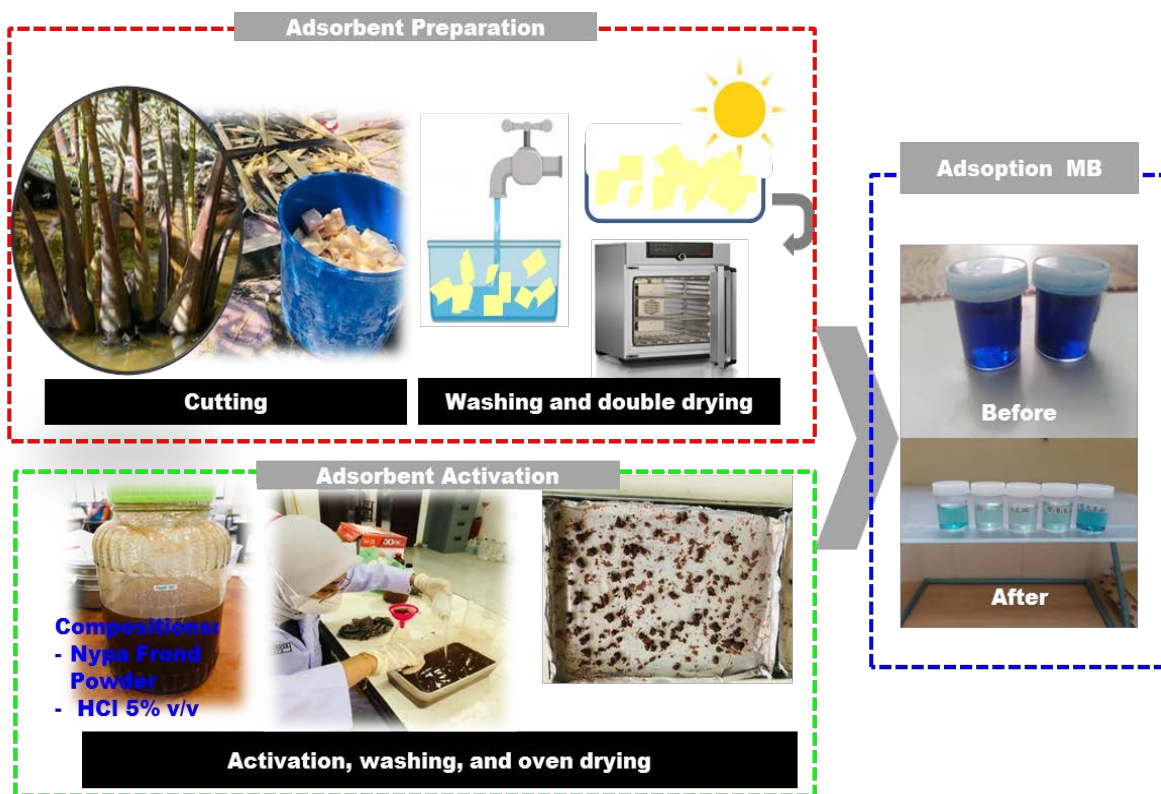 Adsorbent Preparation
Cutting
Washing and double drying
Adsorbent Activation
Compositions:
- Nypa Frond
Powder
- HCl 5% v/v
Activation, washing, and oven drying
Adsoption MB
Before
After